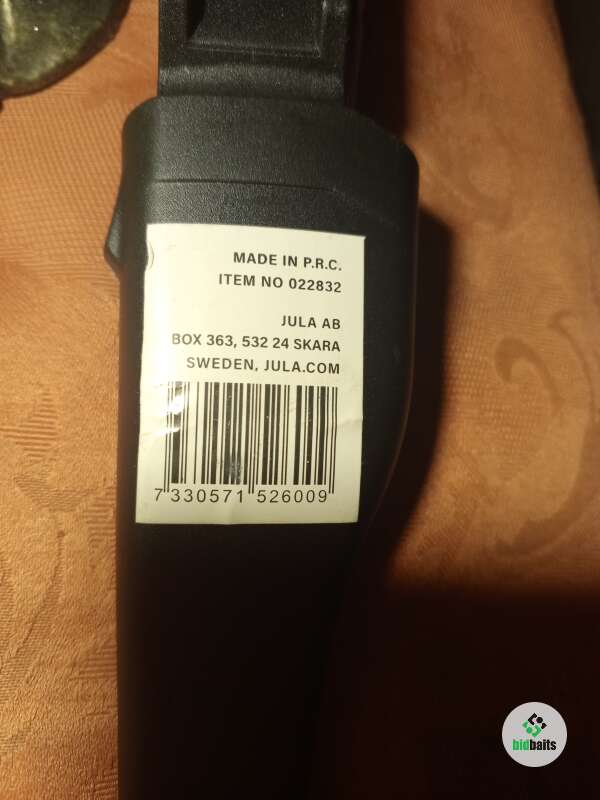 MADE IN P.R.C.
ITEM NO 022832
JULA AB
BOX 363, 532 24 SKARA
SWEDEN, JULA.COM
7 330571 526009
bidbaits